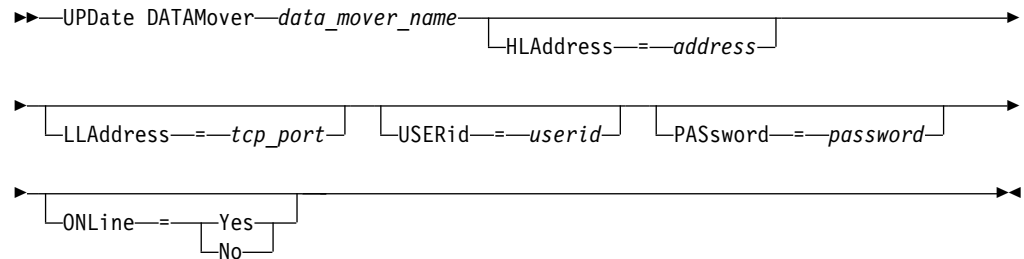 UPDate DATAMover data_mover_name
HLAddress = address
LLAddress = tcp_port USERid = userid PASsword = password
ONLine = Yes
No